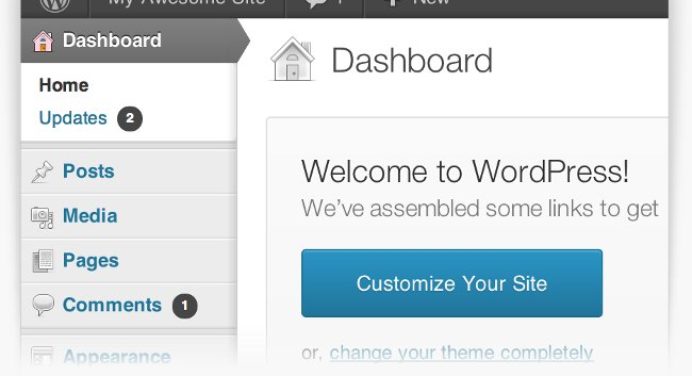 My Awesome Site 1 + New
Dashboard
Home
Updates 2
Posts
Media
Pages
Comments 1
Appearance
Dashboard
Welcome to WordPress!
We've assembled some links to get
Customize Your Site
or, change your theme completely